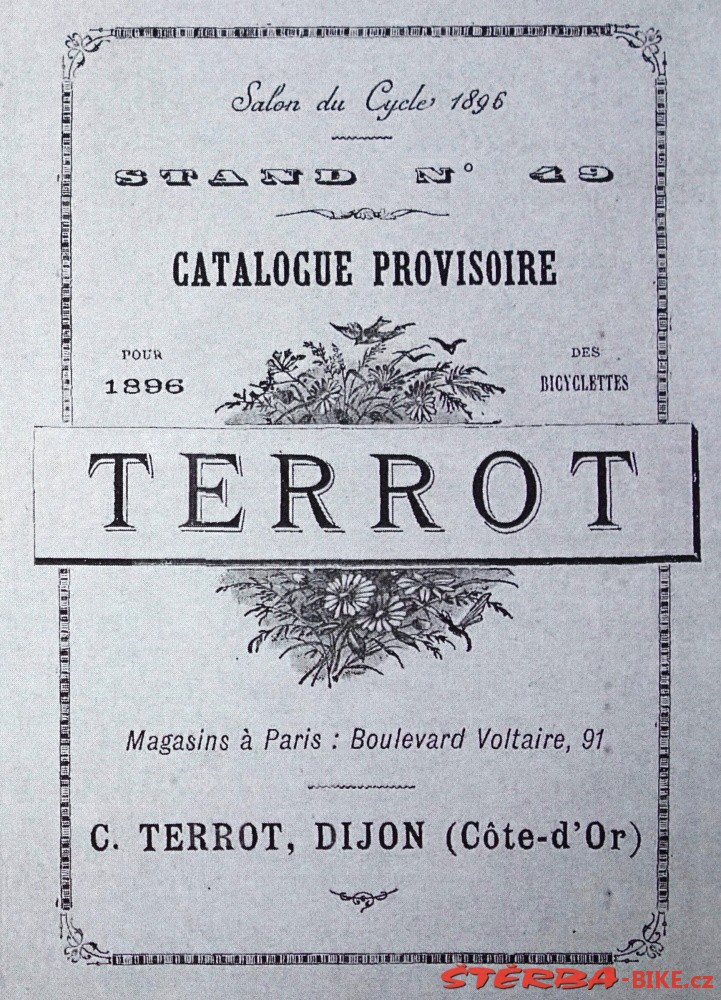 Salon du Cycle 1896
STAND N° 49
CATALOGUE PROVISOIRE
POUR
1896
DES
BICYCLETTES
TERROT
Magasins à Paris : Boulevard Voltaire, 91
C. TERROT, DIJON (Côte-d'Or)
ŠTĚRBA-BIKE.cz